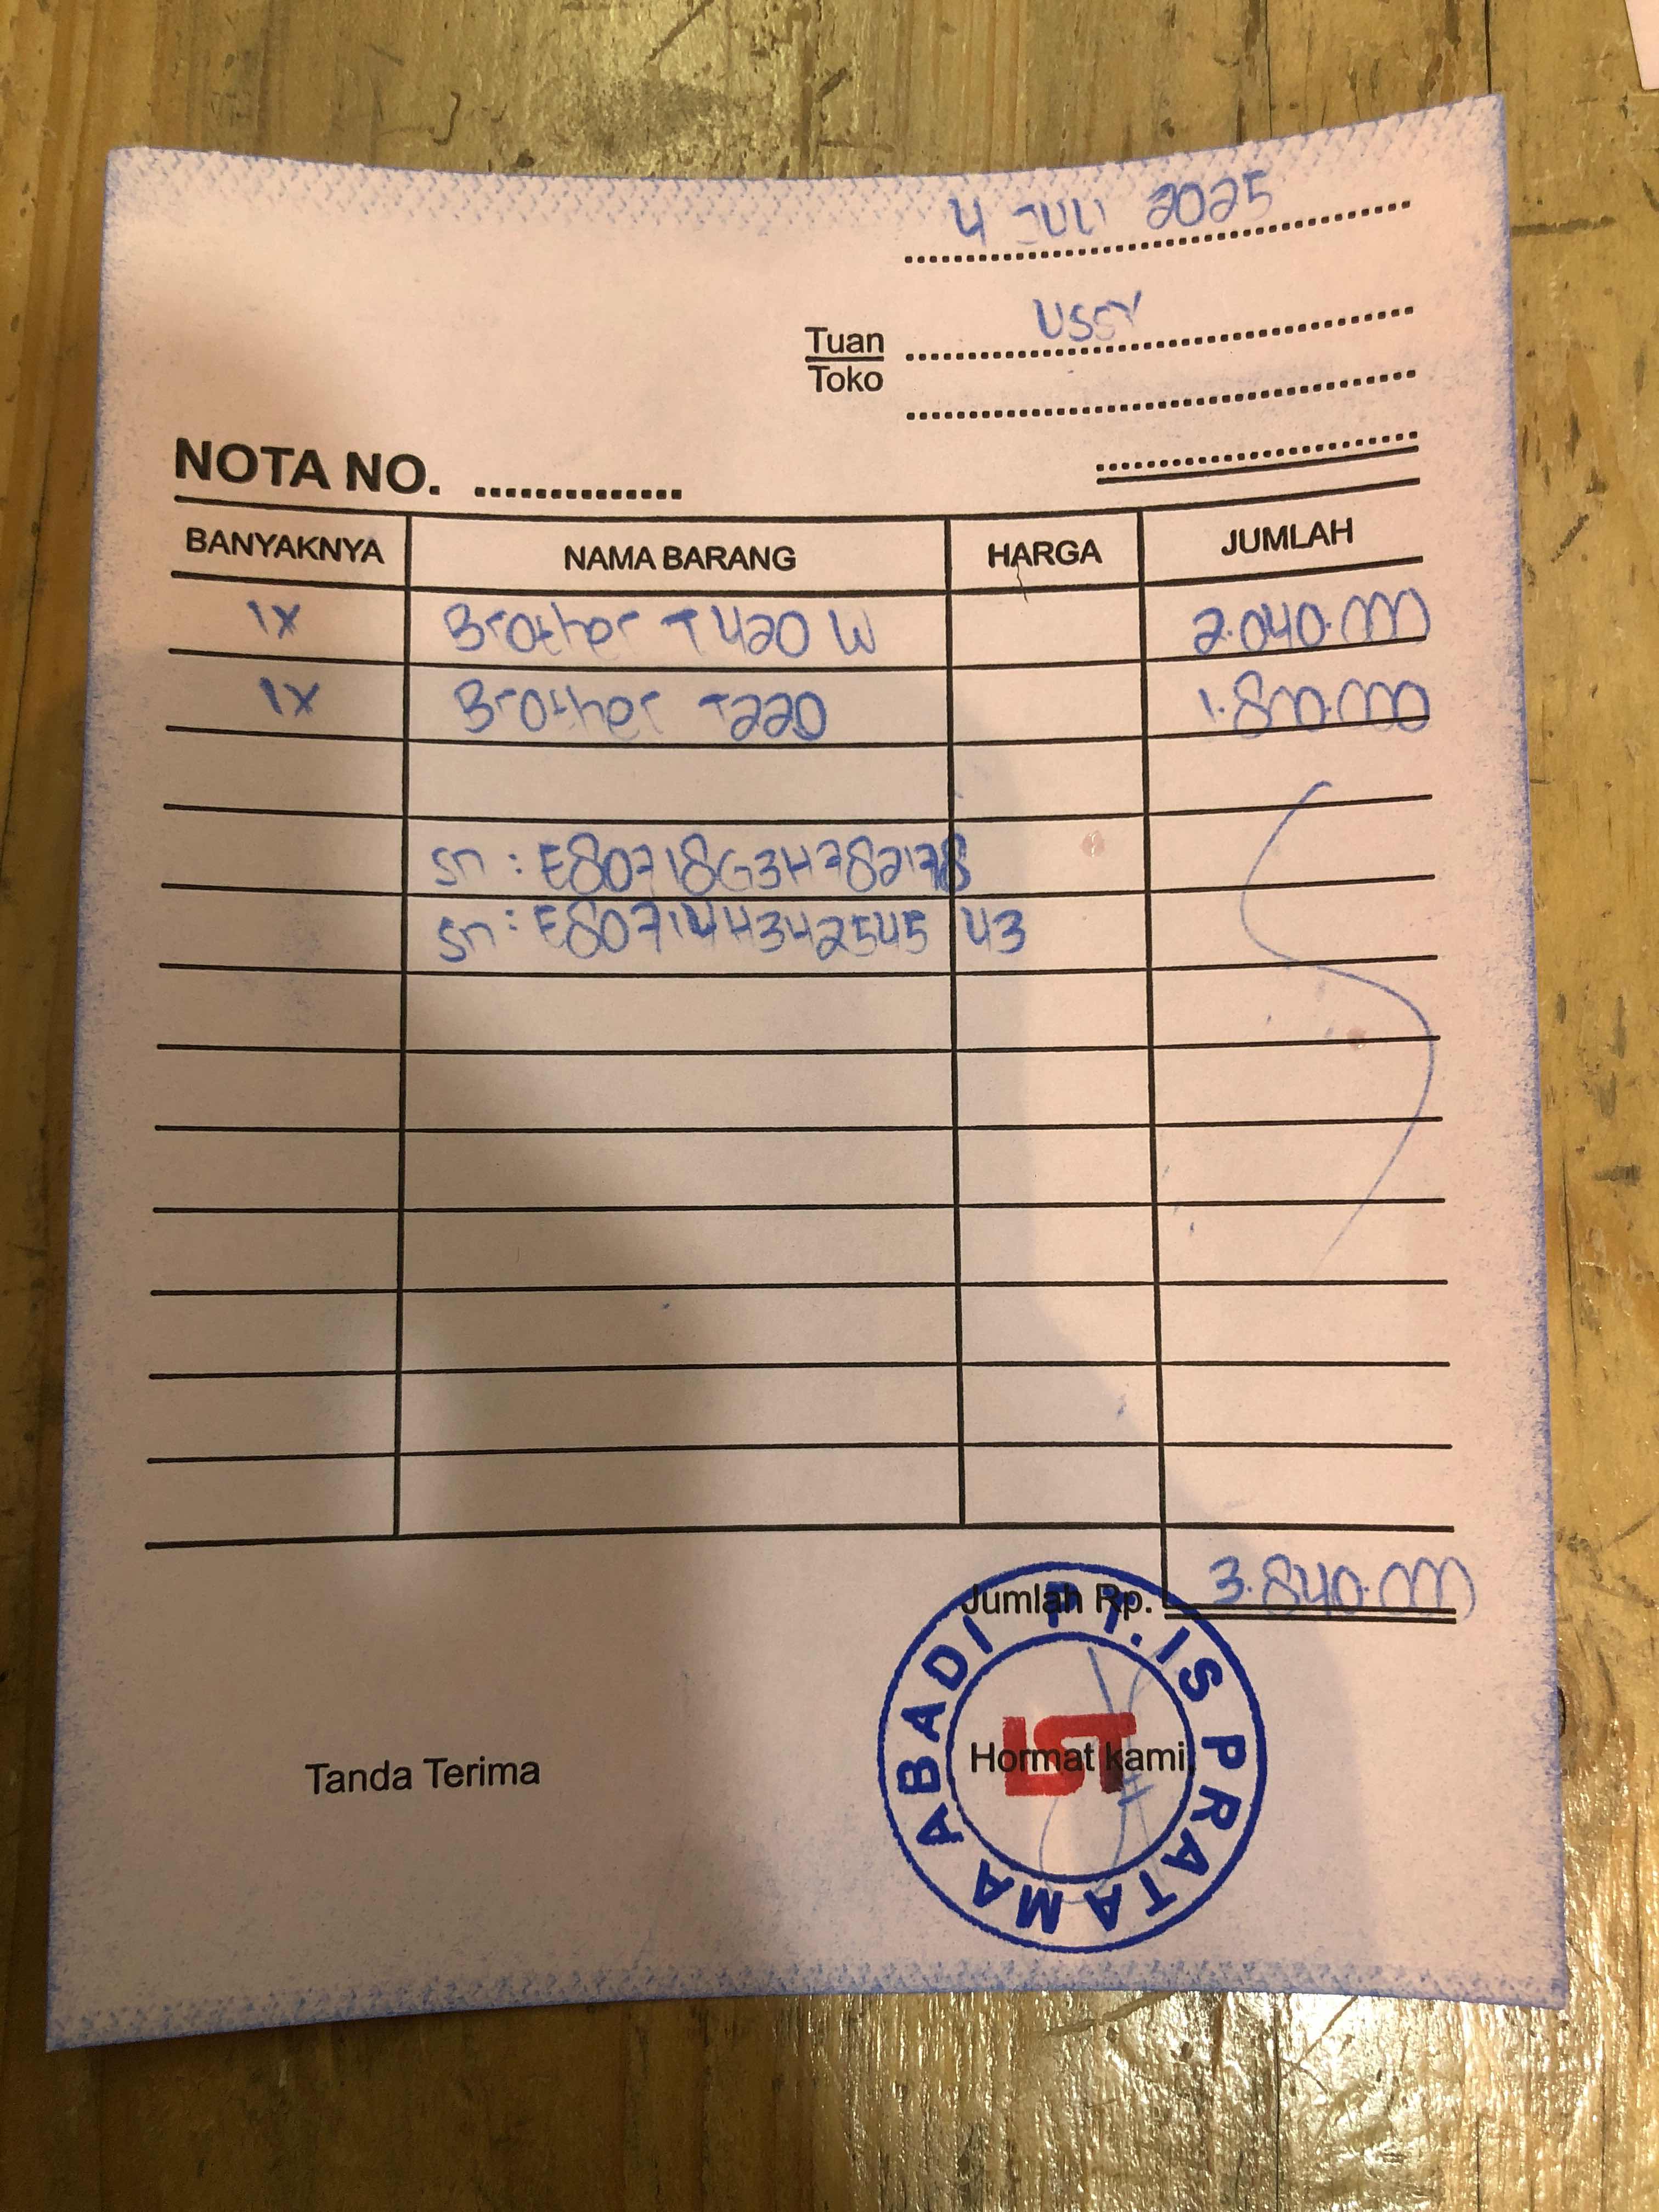 4 JULI 2025
Tuan USSY
Toko
NOTA NO. ..............
BANYAKNYA NAMA BARANG HARGA JUMLAH
1X Brother T420 W 2.040.000
1X Brother T220 1.800.000
sn : E80718G3H782178
sn : E80714H342545 43
Jumlah Rp. 3.840.000
Tanda Terima
Hormat kami,
PT. IS PRATAMA ABADI
IST